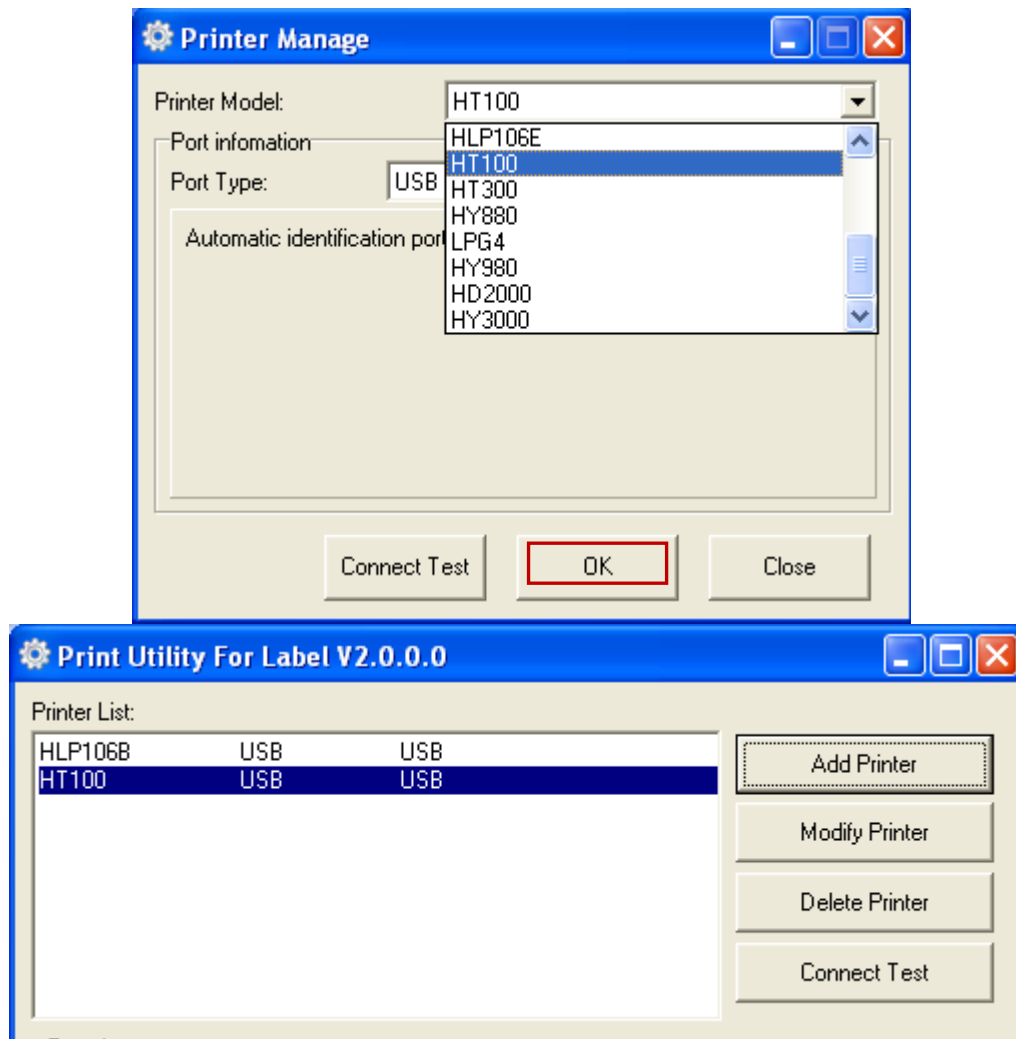 Printer Manage
Printer Model: HT100
Port infomation
HLP106E
HT100
Port Type: USB
HT300
HY880
Automatic identification port
LPG4
HY980
HD2000
HY3000
Connect Test OK Close
Print Utility For Label V2.0.0.0
Printer List:
HLP106B USB USB
HT100 USB USB
Add Printer
Modify Printer
Delete Printer
Connect Test